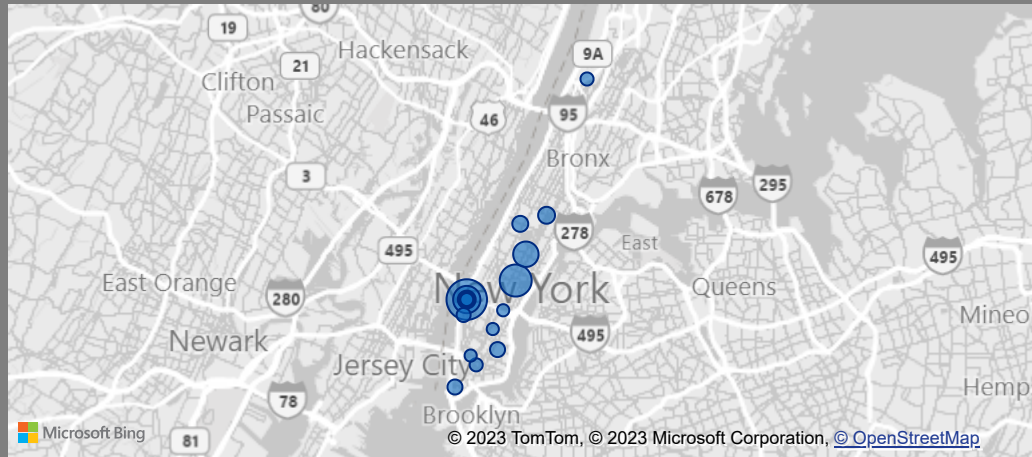 80
19
9A
Hackensack
21
Clifton
Passaic
46
95
Bronx
3
678
295
278
East
495
495
East Orange
280
New York
Queens
Mineo
495
Newark
Jersey City
Hemp
78
Brooklyn
81
Microsoft Bing
© 2023 TomTom, © 2023 Microsoft Corporation, © OpenStreetMap